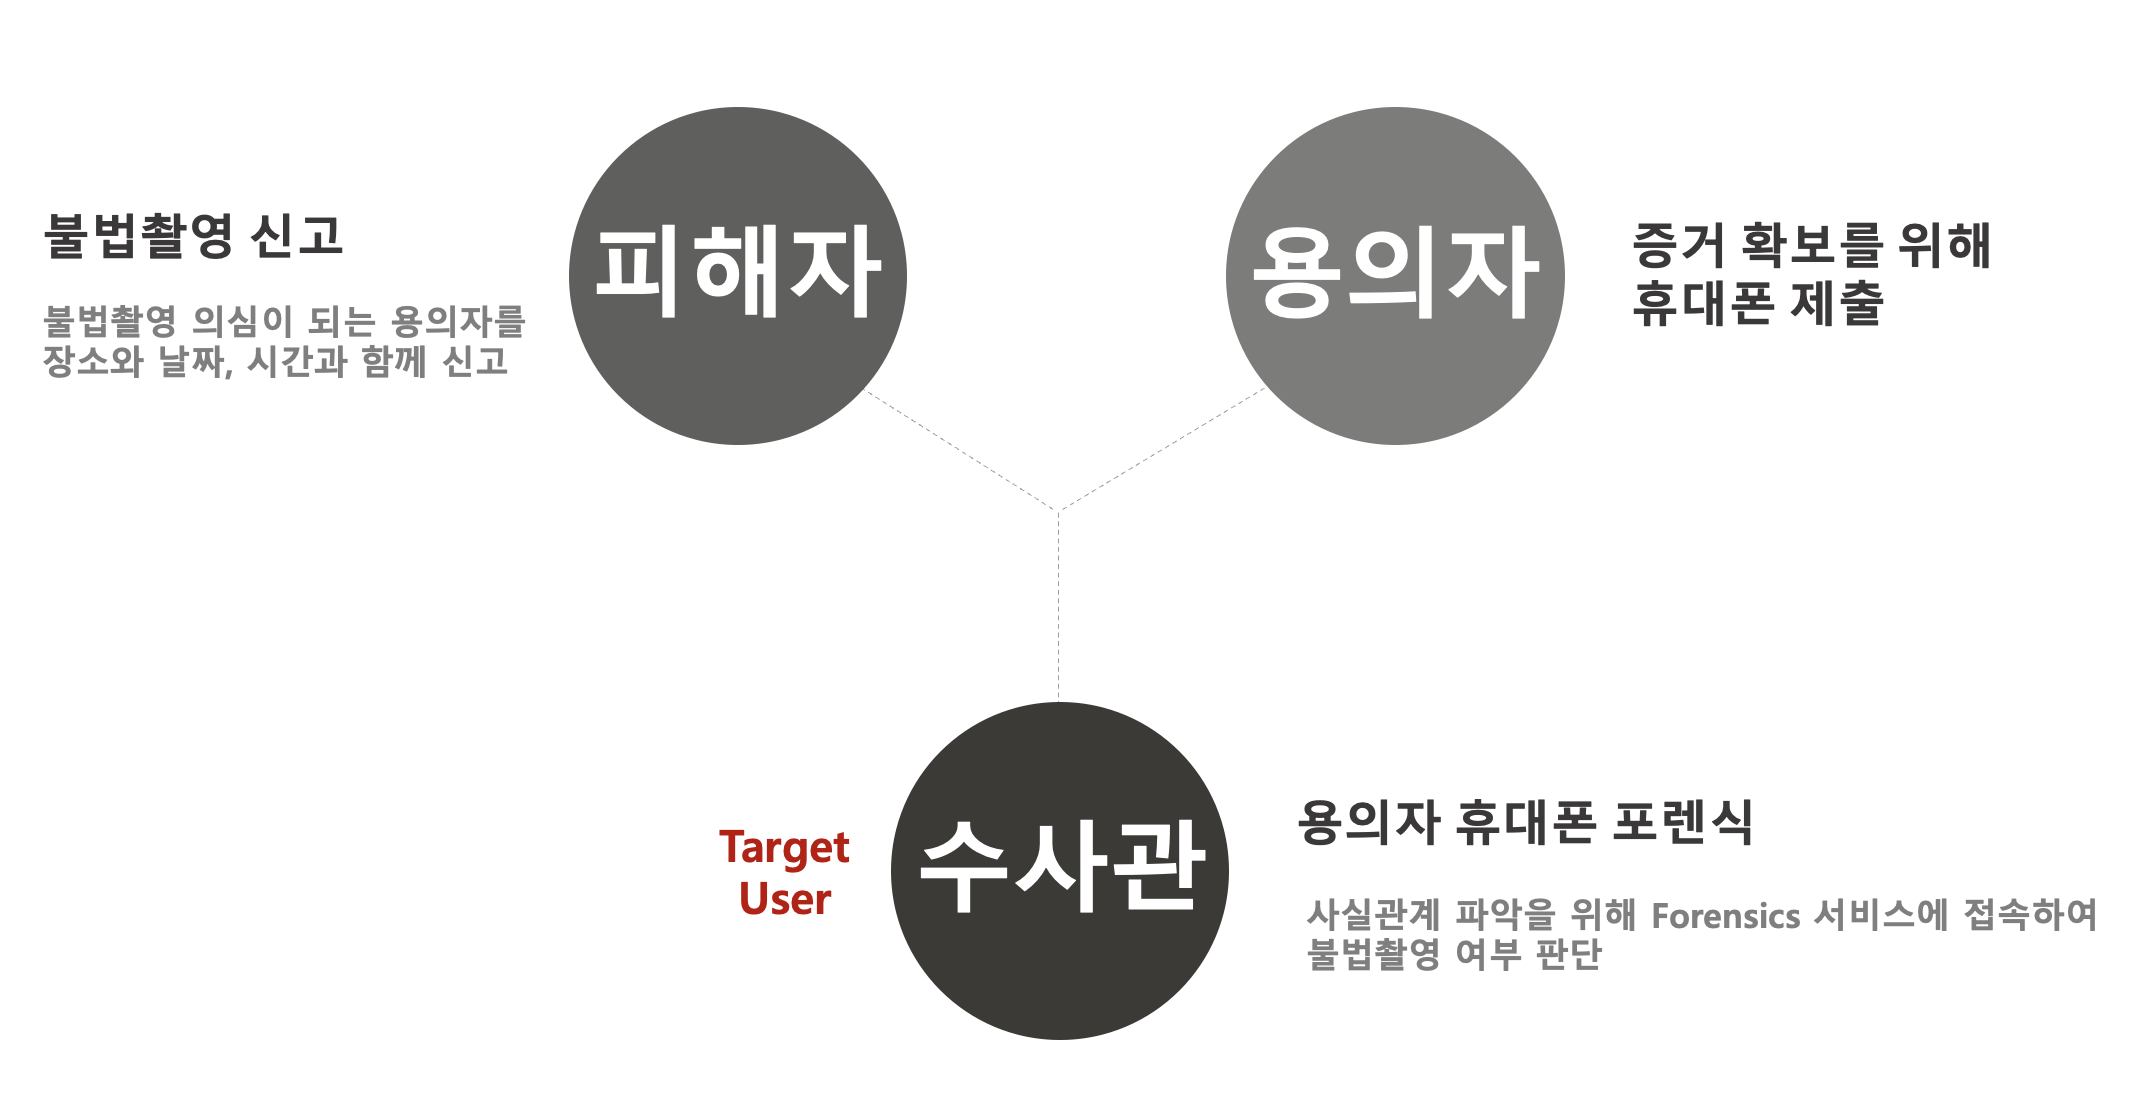 불법촬영 신고
불법촬영 의심이 되는 용의자를
장소와 날짜, 시간과 함께 신고
피해자
용의자
증거 확보를 위해
휴대폰 제출
Target
User
수사관
용의자 휴대폰 포렌식
사실관계 파악을 위해 Forensics 서비스에 접속하여
불법촬영 여부 판단